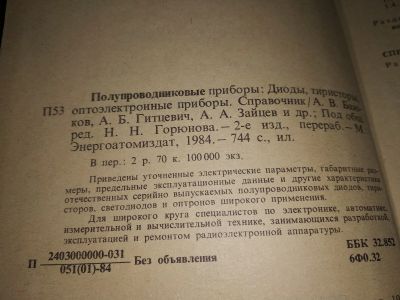 Полупроводниковые приборы: Диоды, тиристоры,
П53 оптоэлектронные приборы. Справочник/А. В.
ков, А. Б. Гитцевич, А. А. Зайцев и др.; Под общ.
ред. Н. Н. Горюнова.—2-е изд., перераб.—М.:
Энергоатомиздат, 1984.—744 с., ил.
В пер.: 2 р. 70 к. 100 000 экз.
Приведены уточненные электрические параметры, габаритные раз-
меры, предельные эксплуатационные данные и другие характеристики
отечественных серийно выпускаемых полупроводниковых диодов, тири-
сторов, светодиодов и оптронов широкого применения.
Для широкого круга специалистов по электронике, автоматике,
измерительной и вычислительной технике, занимающихся разработкой,
эксплуатацией и ремонтом радиоэлектронной аппаратуры.
П 2403000000-031
051(01)-84 Без объявления
ББК 32.852
6Ф0.32